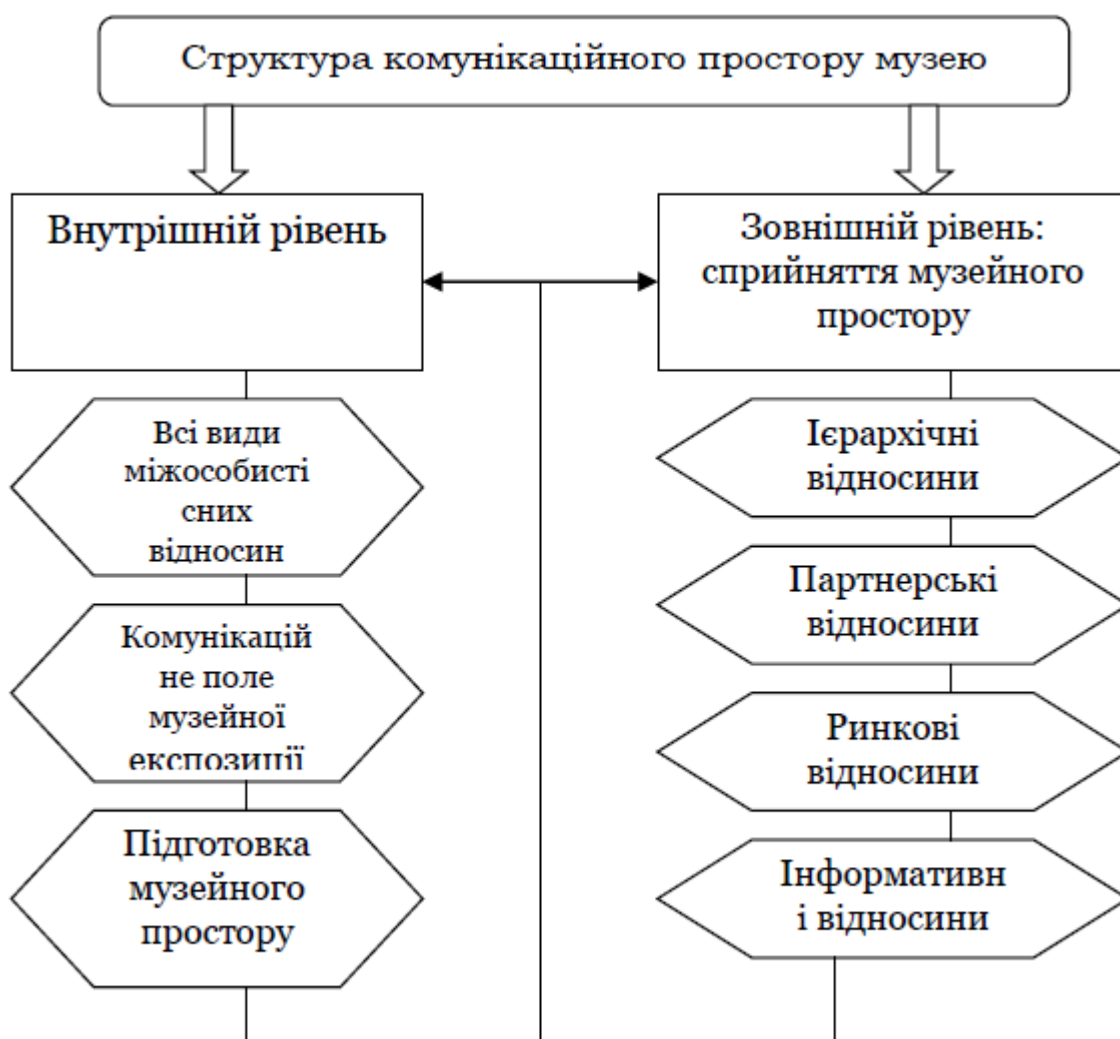 Структура комунікаційного простору музею
Внутрішній рівень
Зовнішній рівень:
сприйняття музейного
простору
Всі види
міжособисті
сних
відносин
Комунікацій
не поле
музейної
експозиції
Підготовка
музейного
простору
Ієрархічні
відносини
Партнерські
відносини
Ринкові
відносини
Інформативн
і відносини